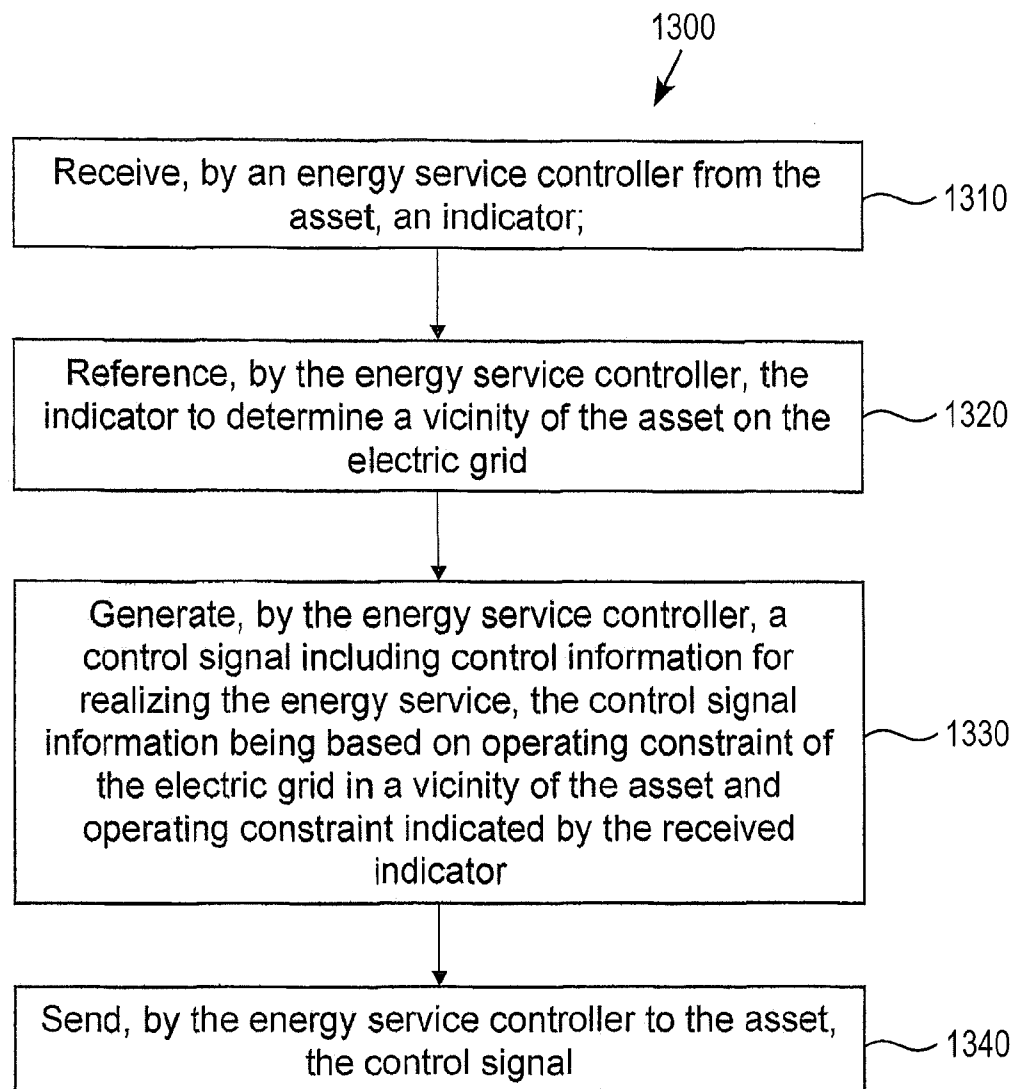 1300
Receive, by an energy service controller from the
asset, an indicator;
1310
Reference, by the energy service controller, the
indicator to determine a vicinity of the asset on the
electric grid
1320
Generate, by the energy service controller, a
control signal including control information for
realizing the energy service, the control signal
information being based on operating constraint of
the electric grid in a vicinity of the asset and
operating constraint indicated by the received
indicator
1330
Send, by the energy service controller to the asset,
the control signal
1340